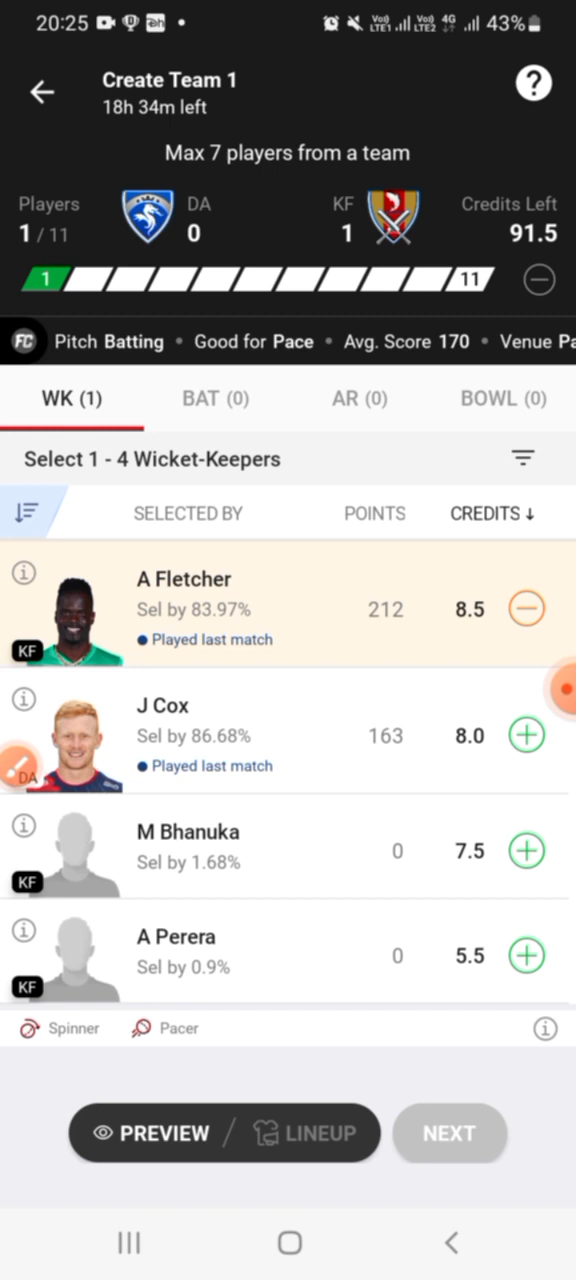 20:25 43%
Vo)) LTE1 Vo)) LTE2 4G
Create Team 1
18h 34m left
?
Max 7 players from a team
Players DA KF Credits Left
1 / 11 0 1 91.5
1 11
FC Pitch Batting • Good for Pace • Avg. Score 170 • Venue Pa
WK (1) BAT (0) AR (0) BOWL (0)
Select 1 - 4 Wicket-Keepers
SELECTED BY POINTS CREDITS ↓
A Fletcher
Sel by 83.97% 212 8.5
Played last match
KF
J Cox
Sel by 86.68% 163 8.0
Played last match
DA
M Bhanuka
Sel by 1.68% 0 7.5
KF
A Perera
Sel by 0.9% 0 5.5
KF
Spinner Pacer
PREVIEW / LINEUP NEXT